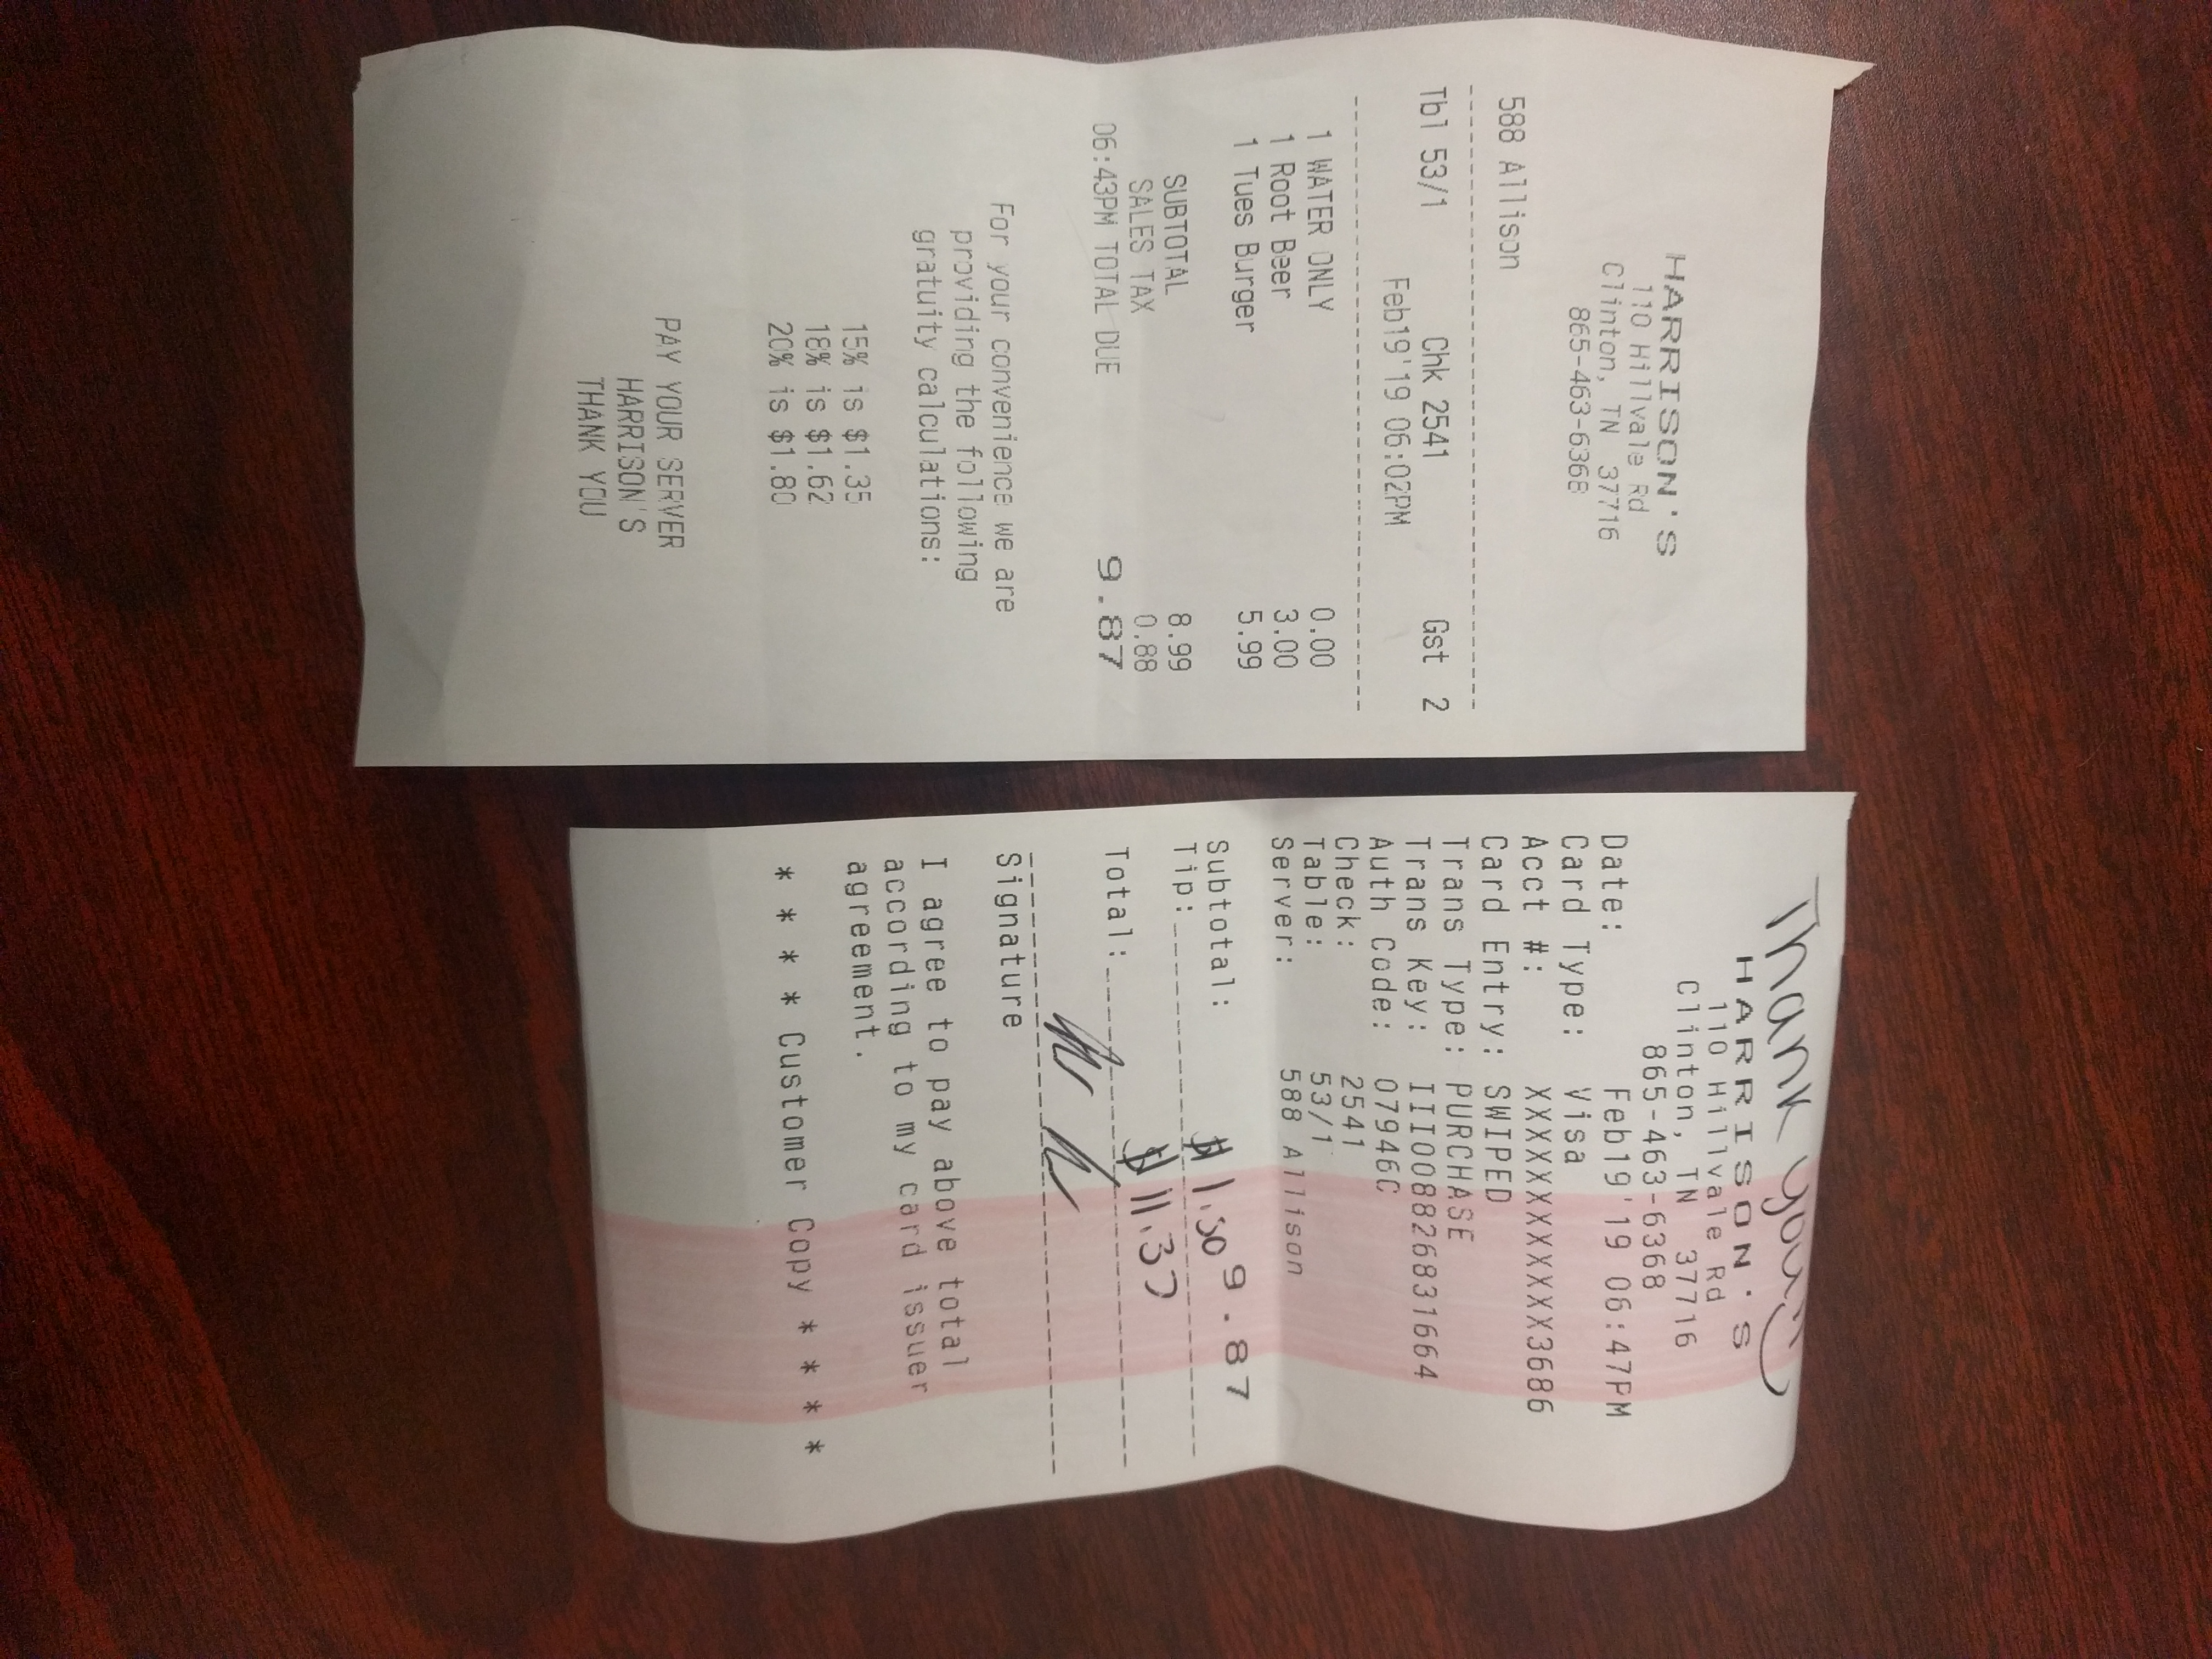 HARRISON'S
110 Hillvale Rd
Clinton, TN 37716
865-463-6368
588 Allison
Tbl 53/1 Chk 2541 Gst 2
Feb19'19 06:02PM
1 WATER ONLY 0.00
1 Root Beer 3.00
1 Tues Burger 5.99
SUBTOTAL 8.99
SALES TAX 0.88
06:43PM TOTAL DUE 9.87
For your convenience we are
providing the following
gratuity calculations:
15% is $1.35
18% is $1.62
20% is $1.80
PAY YOUR SERVER
HARRISON'S
THANK YOU
Thank you
HARRISON'S
110 Hillvale Rd
Clinton, TN 37716
865-463-6368
Date: Feb19'19 06:47PM
Card Type: Visa
Acct #: XXXXXXXXXXXX3686
Card Entry: SWIPED
Trans Type: PURCHASE
Trans Key: III008826831664
Auth Code: 07946C
Check: 2541
Table: 53/1
Server: 588 Allison
Subtotal: 9.87
Tip: $1.50
Total: $11.37
Signature
I agree to pay above total
according to my card issuer
agreement.
* * * * Customer Copy * * * *